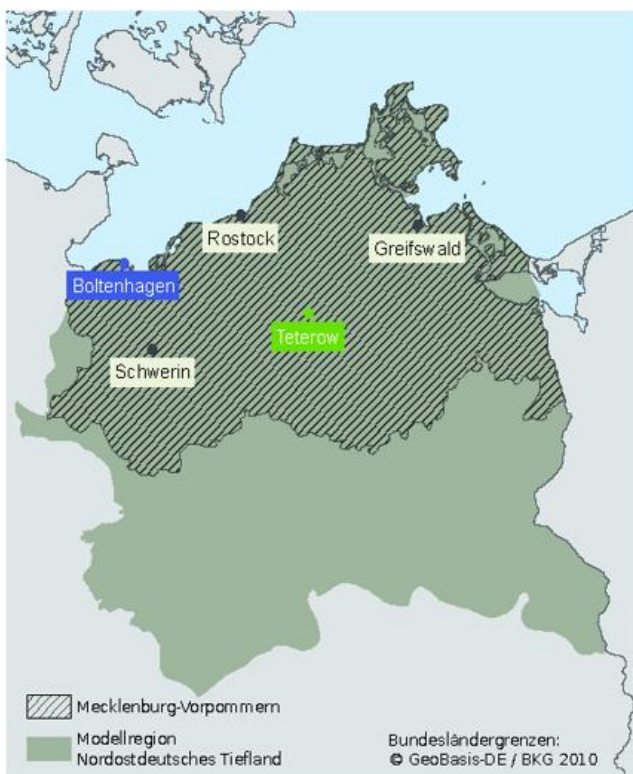 Rostock
Greifswald
Boltenhagen
Teterow
Schwerin
Mecklenburg-Vorpommern
Modellregion
Nordostdeutsches Tiefland
Bundesländergrenzen:
© GeoBasis-DE / BKG 2010